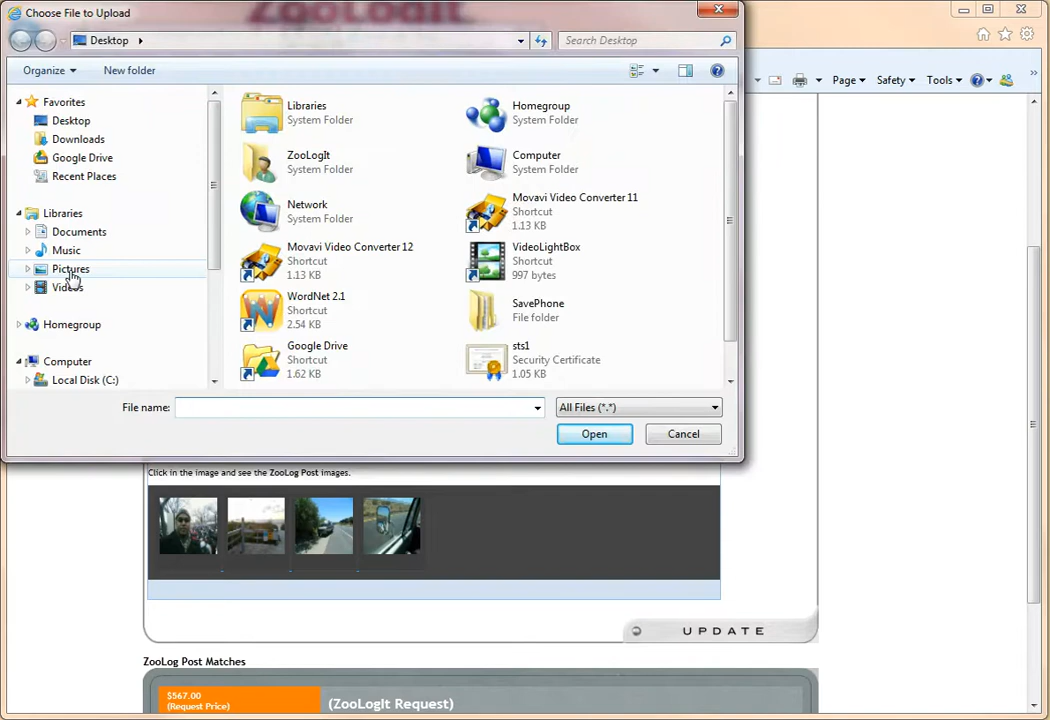 ZooLogIt
Choose File to Upload
Desktop
Search Desktop
Organize
New folder
Page
Safety
Tools
Favorites
Desktop
Downloads
Google Drive
Recent Places
Libraries
Documents
Music
Pictures
Videos
Homegroup
Computer
Local Disk (C:)
Libraries
System Folder
Homegroup
System Folder
ZooLogIt
System Folder
Computer
System Folder
Network
System Folder
Movavi Video Converter 11
Shortcut
1.13 KB
Movavi Video Converter 12
Shortcut
1.13 KB
VideoLightBox
Shortcut
997 bytes
WordNet 2.1
Shortcut
2.54 KB
SavePhone
File folder
Google Drive
Shortcut
1.62 KB
sts1
Security Certificate
1.05 KB
File name:
All Files (*.*)
Open
Cancel
Click in the image and see the ZooLog Post images.
UPDATE
ZooLog Post Matches
$567.00
(Request Price)
(ZooLogIt Request)